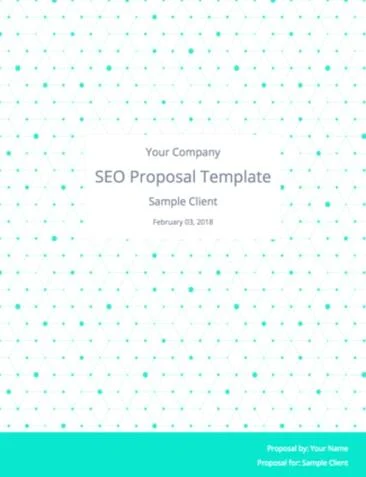 Your Company
SEO Proposal Template
Sample Client
February 03, 2018
Proposal by: Your Name
Proposal for: Sample Client